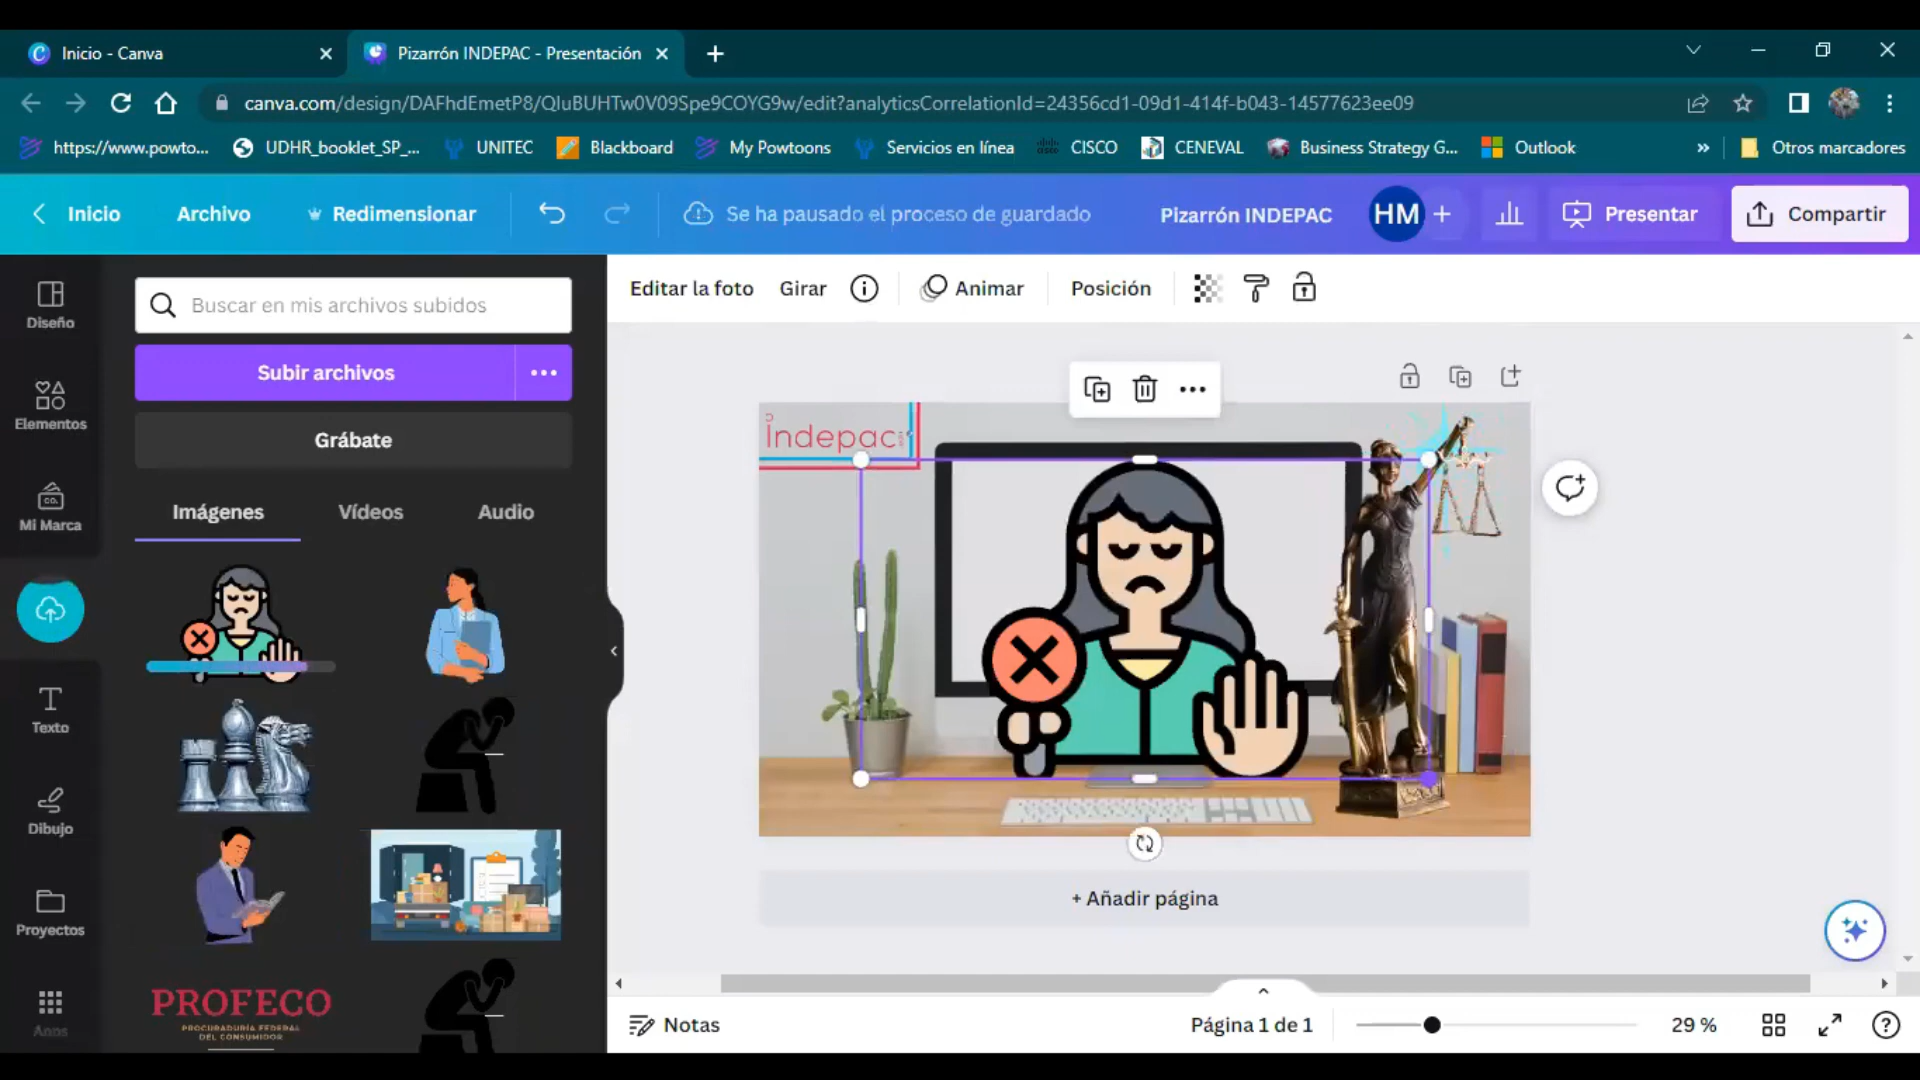 Inicio - Canva
Pizarrón INDEPAC - Presentación
canva.com/design/DAFhdEmetP8/QIuBUHTw0V09Spe9COYG9w/edit?analyticsCorrelationId=24356cd1-09d1-414f-b043-14577623ee09
https://www.powto... UDHR_booklet_SP_... UNITEC Blackboard My Powtoons Servicios en línea CISCO CENEVAL Business Strategy G... Outlook » Otros marcadores
Inicio Archivo Redimensionar Se ha pausado el proceso de guardado Pizarrón INDEPAC HM + Presentar Compartir
Editar la foto Girar Animar Posición
Diseño
Elementos
Mi Marca
Texto
Dibujo
Proyectos
Buscar en mis archivos subidos
Subir archivos
Grábate
Imágenes Vídeos Audio
PROFECO
PROCURADURÍA FEDERAL
DEL CONSUMIDOR
Indepac
+ Añadir página
Notas Página 1 de 1 29 %